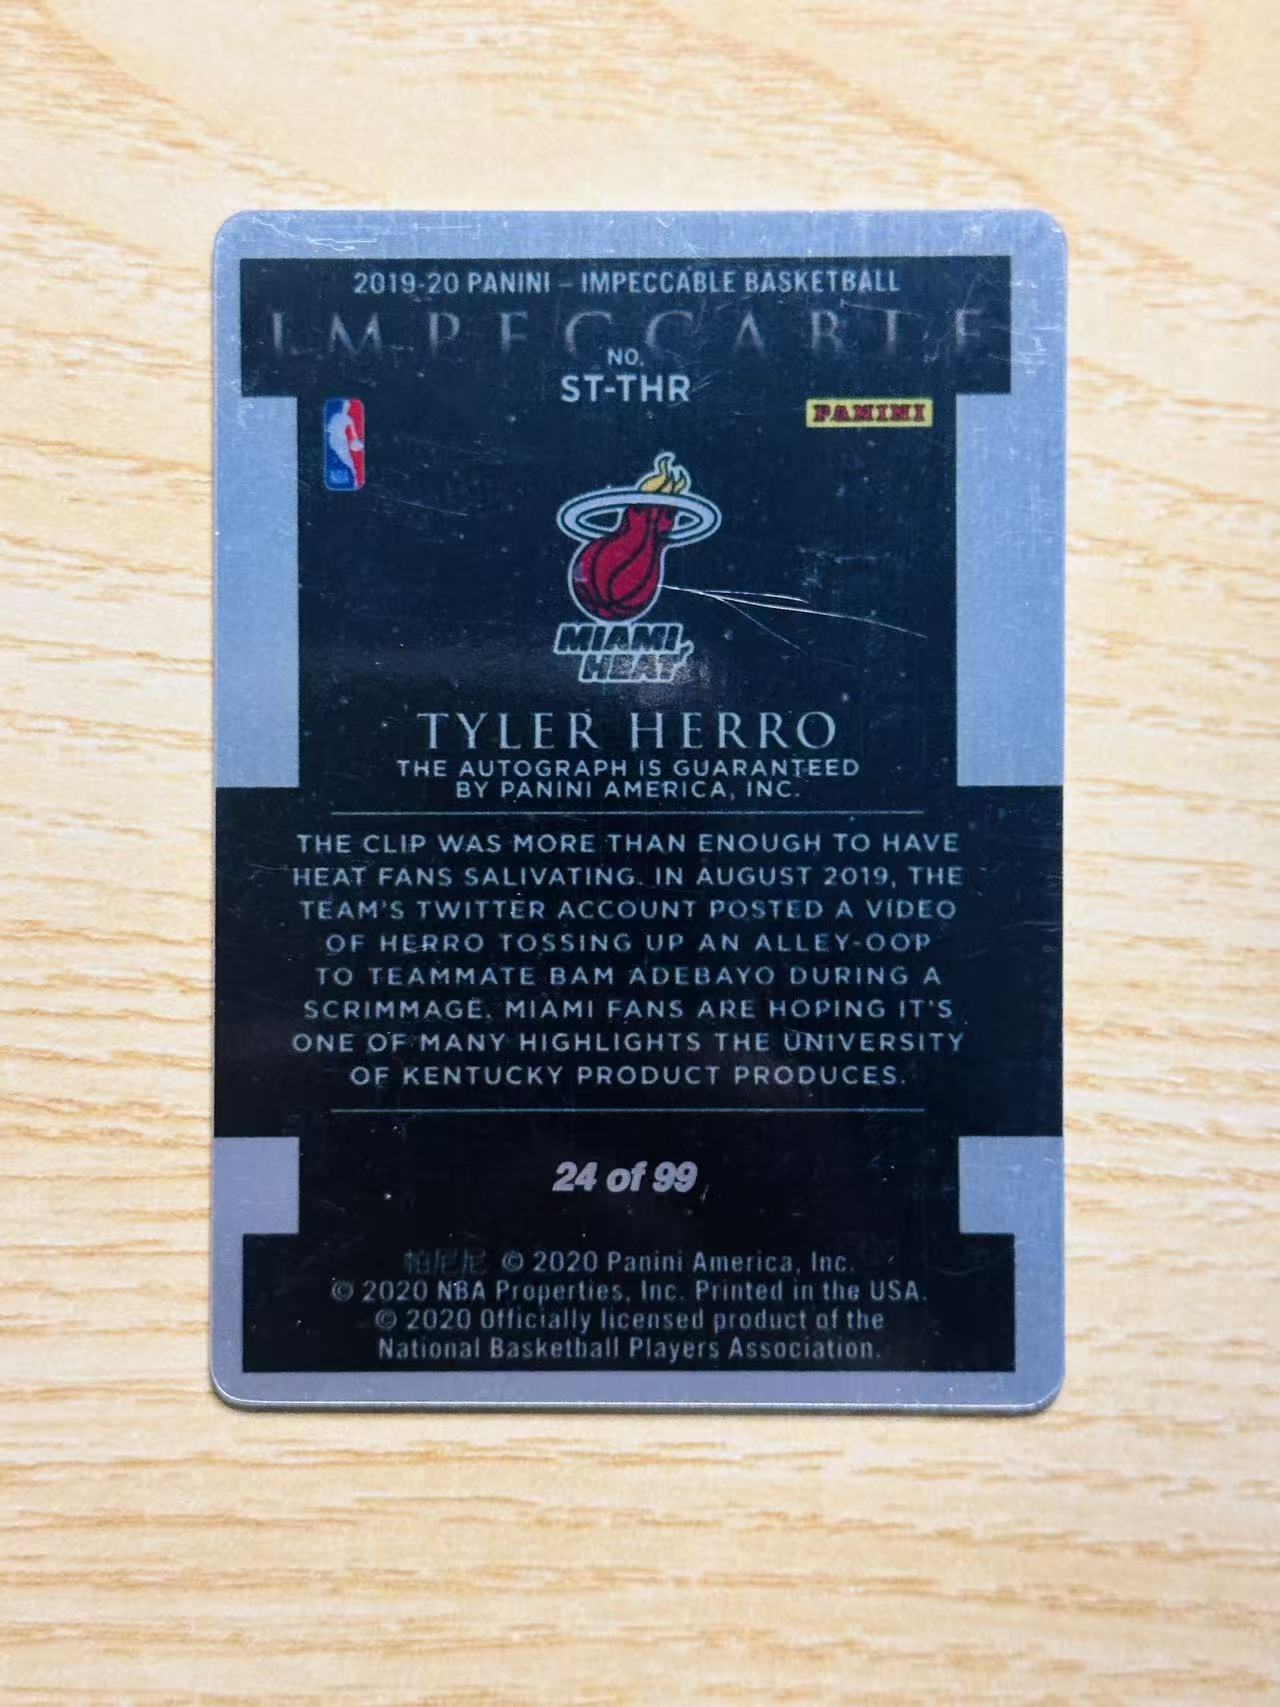 2019-20 PANINI – IMPECCABLE BASKETBALL
IMPECCABLE
NO.
ST-THR
NBA
PANINI
MIAMI
HEAT
TYLER HERRO
THE AUTOGRAPH IS GUARANTEED
BY PANINI AMERICA, INC.
THE CLIP WAS MORE THAN ENOUGH TO HAVE
HEAT FANS SALIVATING. IN AUGUST 2019, THE
TEAM'S TWITTER ACCOUNT POSTED A VIDEO
OF HERRO TOSSING UP AN ALLEY-OOP
TO TEAMMATE BAM ADEBAYO DURING A
SCRIMMAGE. MIAMI FANS ARE HOPING IT'S
ONE OF MANY HIGHLIGHTS THE UNIVERSITY
OF KENTUCKY PRODUCT PRODUCES.
24 of 99
帕尼尼 © 2020 Panini America, Inc.
© 2020 NBA Properties, Inc. Printed in the USA.
© 2020 Officially licensed product of the
National Basketball Players Association.